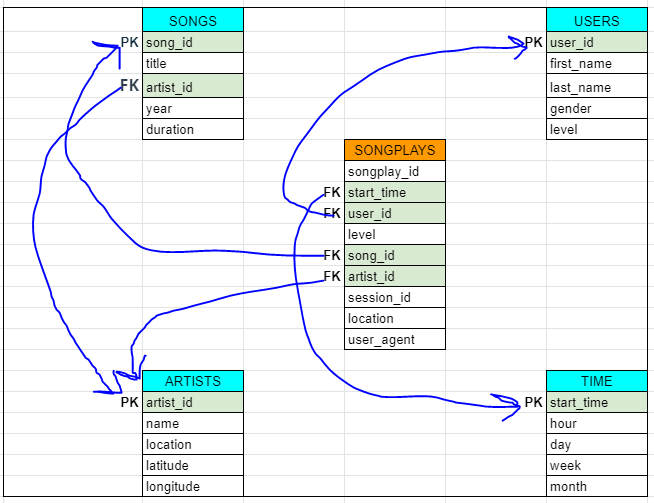 SONGS
PK song_id
title
FK artist_id
year
duration
USERS
PK user_id
first_name
last_name
gender
level
SONGPLAYS
songplay_id
FK start_time
FK user_id
level
FK song_id
FK artist_id
session_id
location
user_agent
ARTISTS
PK artist_id
name
location
latitude
longitude
TIME
PK start_time
hour
day
week
month